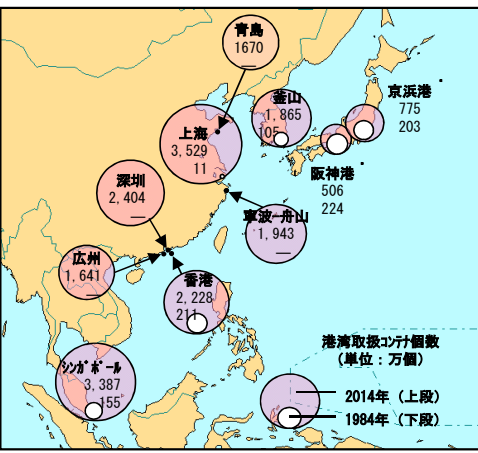 青島
1670
―
釜山
1,865
105
京浜港
775
203
上海
3,529
11
阪神港
506
224
深圳
2,404
―
寧波-舟山
1,943
―
広州
1,641
―
香港
2,228
211
ｼﾝｶﾞﾎﾟｰﾙ
3,387
155
港湾取扱ｺﾝﾃﾅ個数
(単位：万個)
2014年（上段）
1984年（下段）